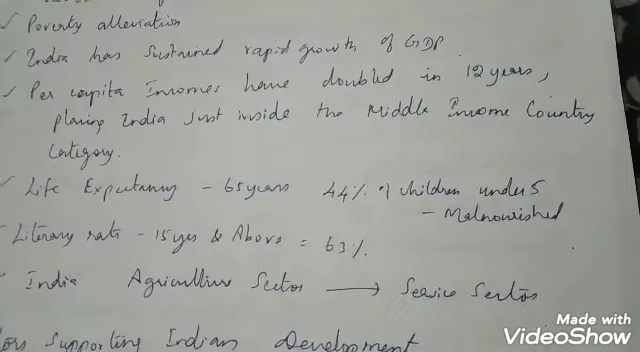 ✓ Poverty alleviation
✓ India has Sustained rapid growth of GDP
✓ Per capita Incomes have doubled in 12 years,
placing India just inside the Middle Income Country
Category.
✓ Life Expectancy - 65 years 44% of children under 5
- Malnourished
Literary rate - 15 yrs & Above = 63%.
India Agriculture Sector → Service Sector
tors Supporting Indian Development
Made with
VideoShow